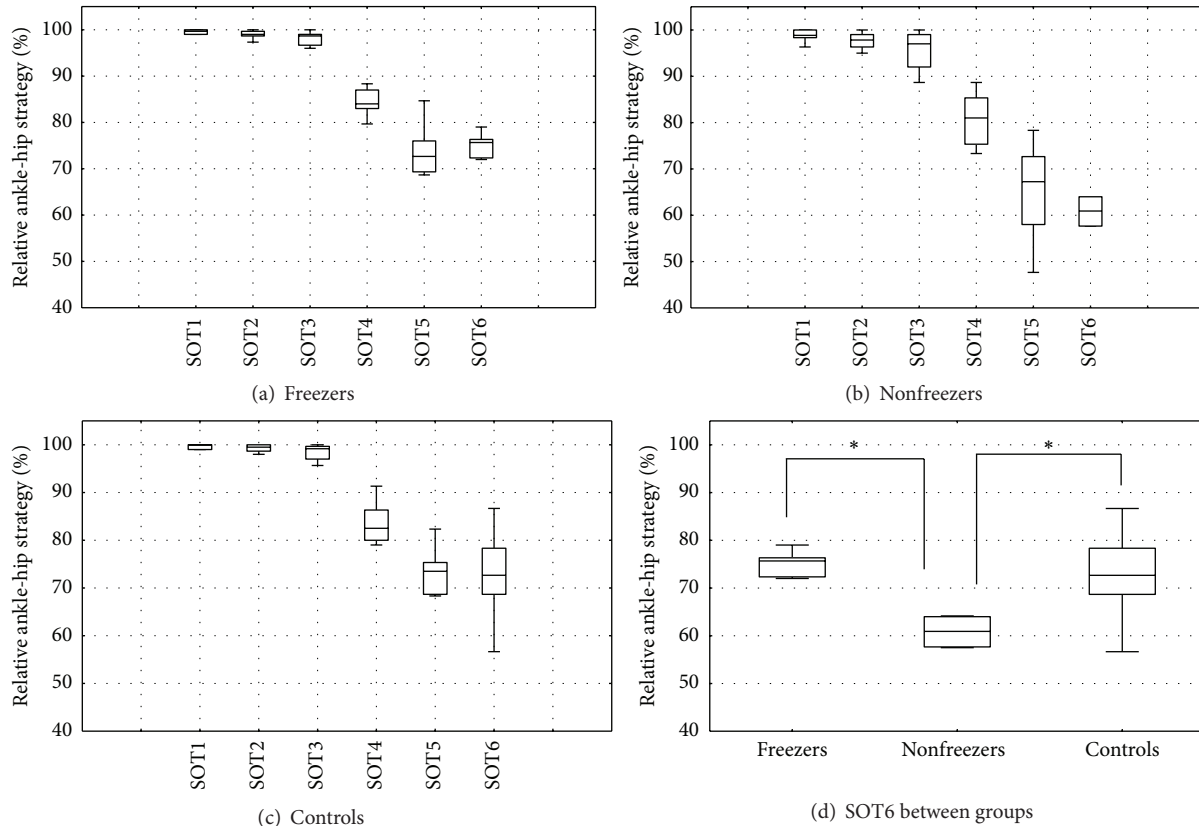 Relative ankle-hip strategy (%)
100
90
80
70
60
50
40
SOT1
SOT2
SOT3
SOT4
SOT5
SOT6
(a) Freezers
Relative ankle-hip strategy (%)
100
90
80
70
60
50
40
SOT1
SOT2
SOT3
SOT4
SOT5
SOT6
(b) Nonfreezers
Relative ankle-hip strategy (%)
100
90
80
70
60
50
40
SOT1
SOT2
SOT3
SOT4
SOT5
SOT6
(c) Controls
Relative ankle-hip strategy (%)
100
90
80
70
60
50
40
*
*
Freezers
Nonfreezers
Controls
(d) SOT6 between groups